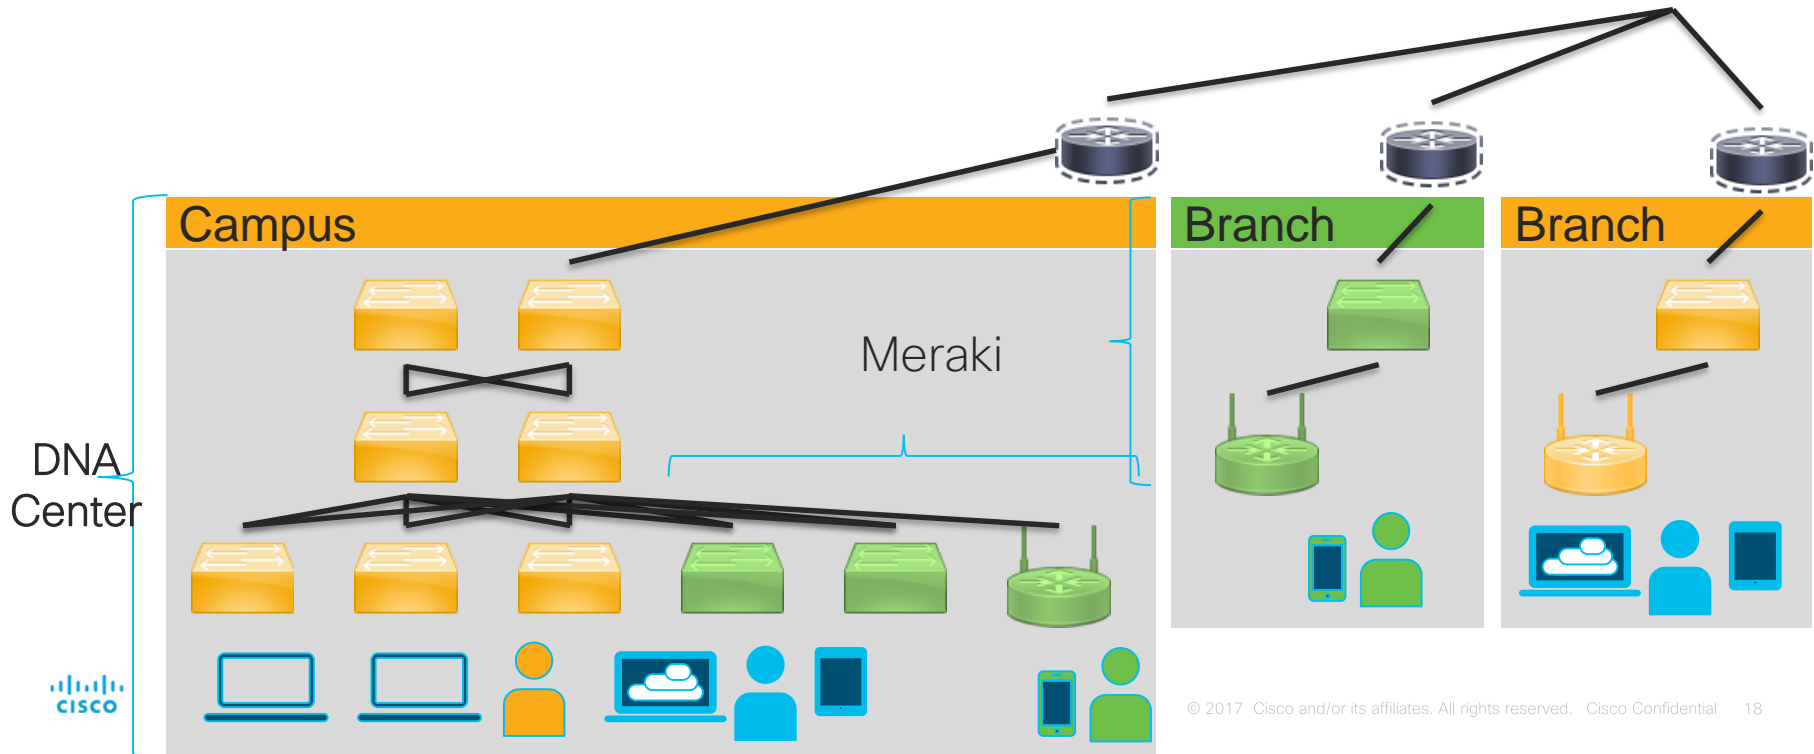 Campus
Branch
Branch
Meraki
DNA
Center
CISCO
© 2017 Cisco and/or its affiliates. All rights reserved. Cisco Confidential 18